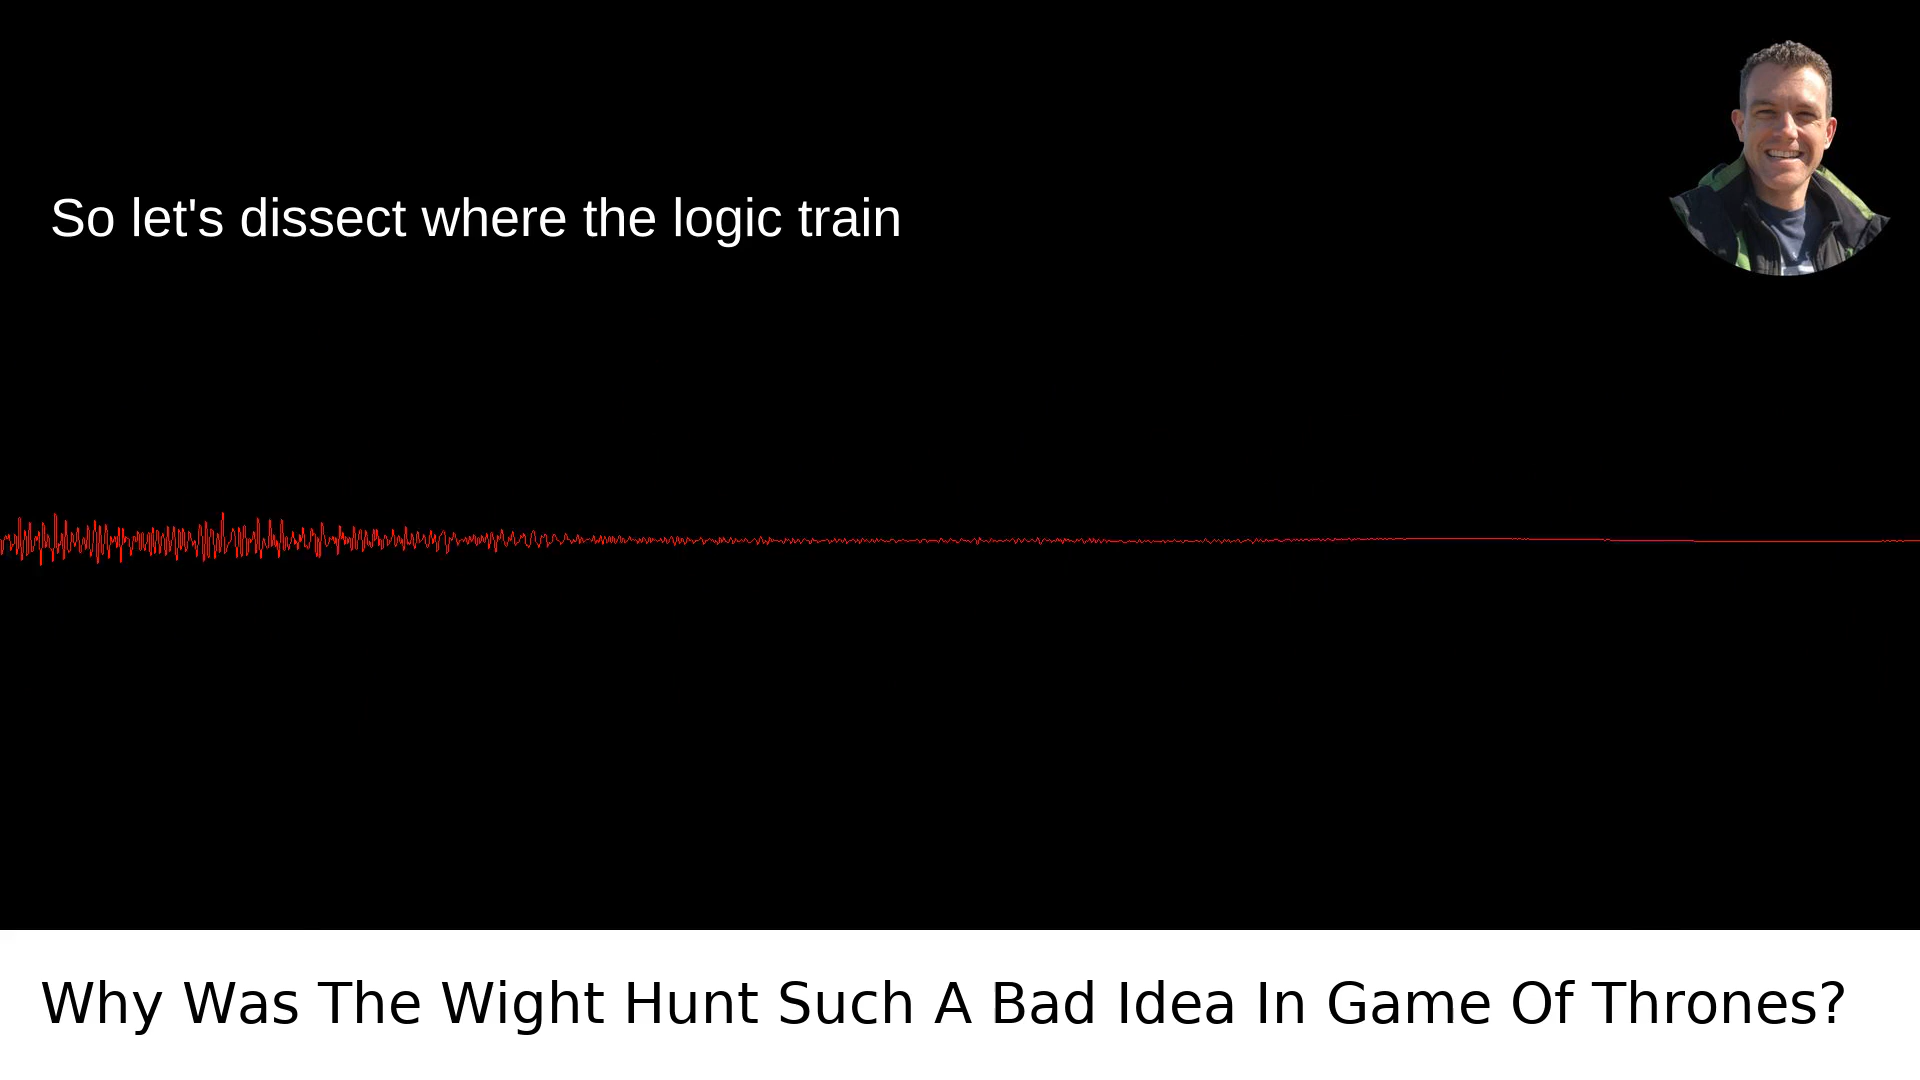 So let's dissect where the logic train
Why Was The Wight Hunt Such A Bad Idea In Game Of Thrones?